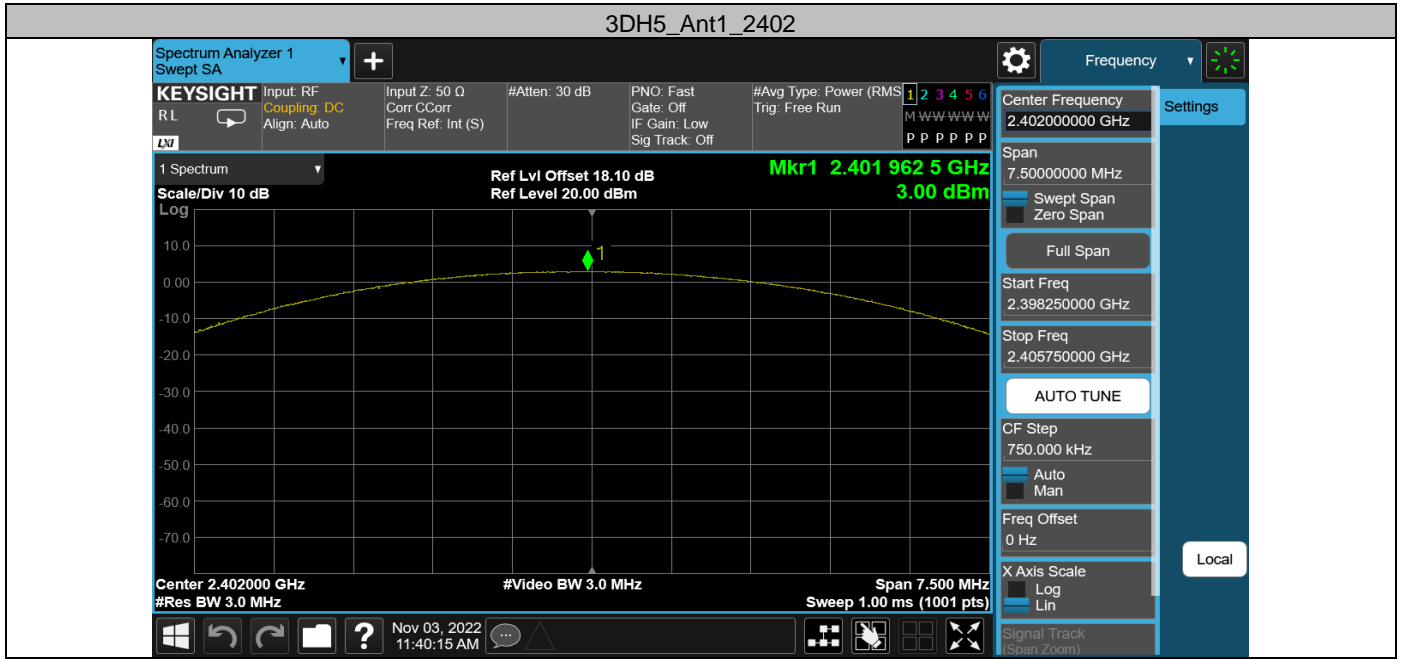 3DH5_Ant1_2402
Spectrum Analyzer 1
Swept SA
Frequency
KEYSIGHT
RL
LXI
Input: RF
Coupling: DC
Align: Auto
Input Z: 50 Ω
Corr CCorr
Freq Ref: Int (S)
#Atten: 30 dB
PNO: Fast
Gate: Off
IF Gain: Low
Sig Track: Off
#Avg Type: Power (RMS
Trig: Free Run
1 2 3 4 5 6
M W W W W W
P P P P P P
1 Spectrum
Scale/Div 10 dB
Ref Lvl Offset 18.10 dB
Ref Level 20.00 dBm
Mkr1 2.401 962 5 GHz
3.00 dBm
Log
10.0
0.00
-10.0
-20.0
-30.0
-40.0
-50.0
-60.0
-70.0
1
Center 2.402000 GHz
#Res BW 3.0 MHz
#Video BW 3.0 MHz
Span 7.500 MHz
Sweep 1.00 ms (1001 pts)
Center Frequency
2.402000000 GHz
Settings
Span
7.50000000 MHz
Swept Span
Zero Span
Full Span
Start Freq
2.398250000 GHz
Stop Freq
2.405750000 GHz
AUTO TUNE
CF Step
750.000 kHz
Auto
Man
Freq Offset
0 Hz
X Axis Scale
Log
Lin
Signal Track
(Span Zoom)
Local
?
Nov 03, 2022
11:40:15 AM